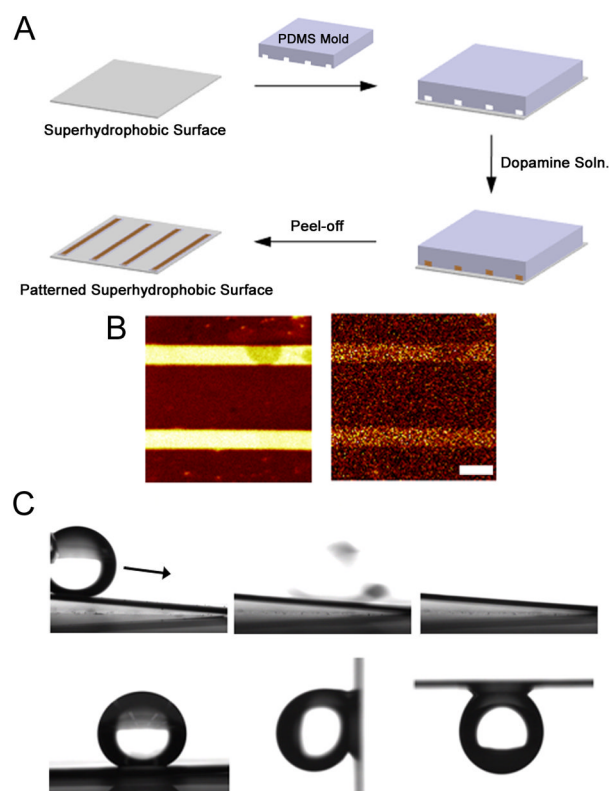 A
PDMS Mold
Superhydrophobic Surface
Dopamine Soln.
Peel-off
Patterned Superhydrophobic Surface
B
C